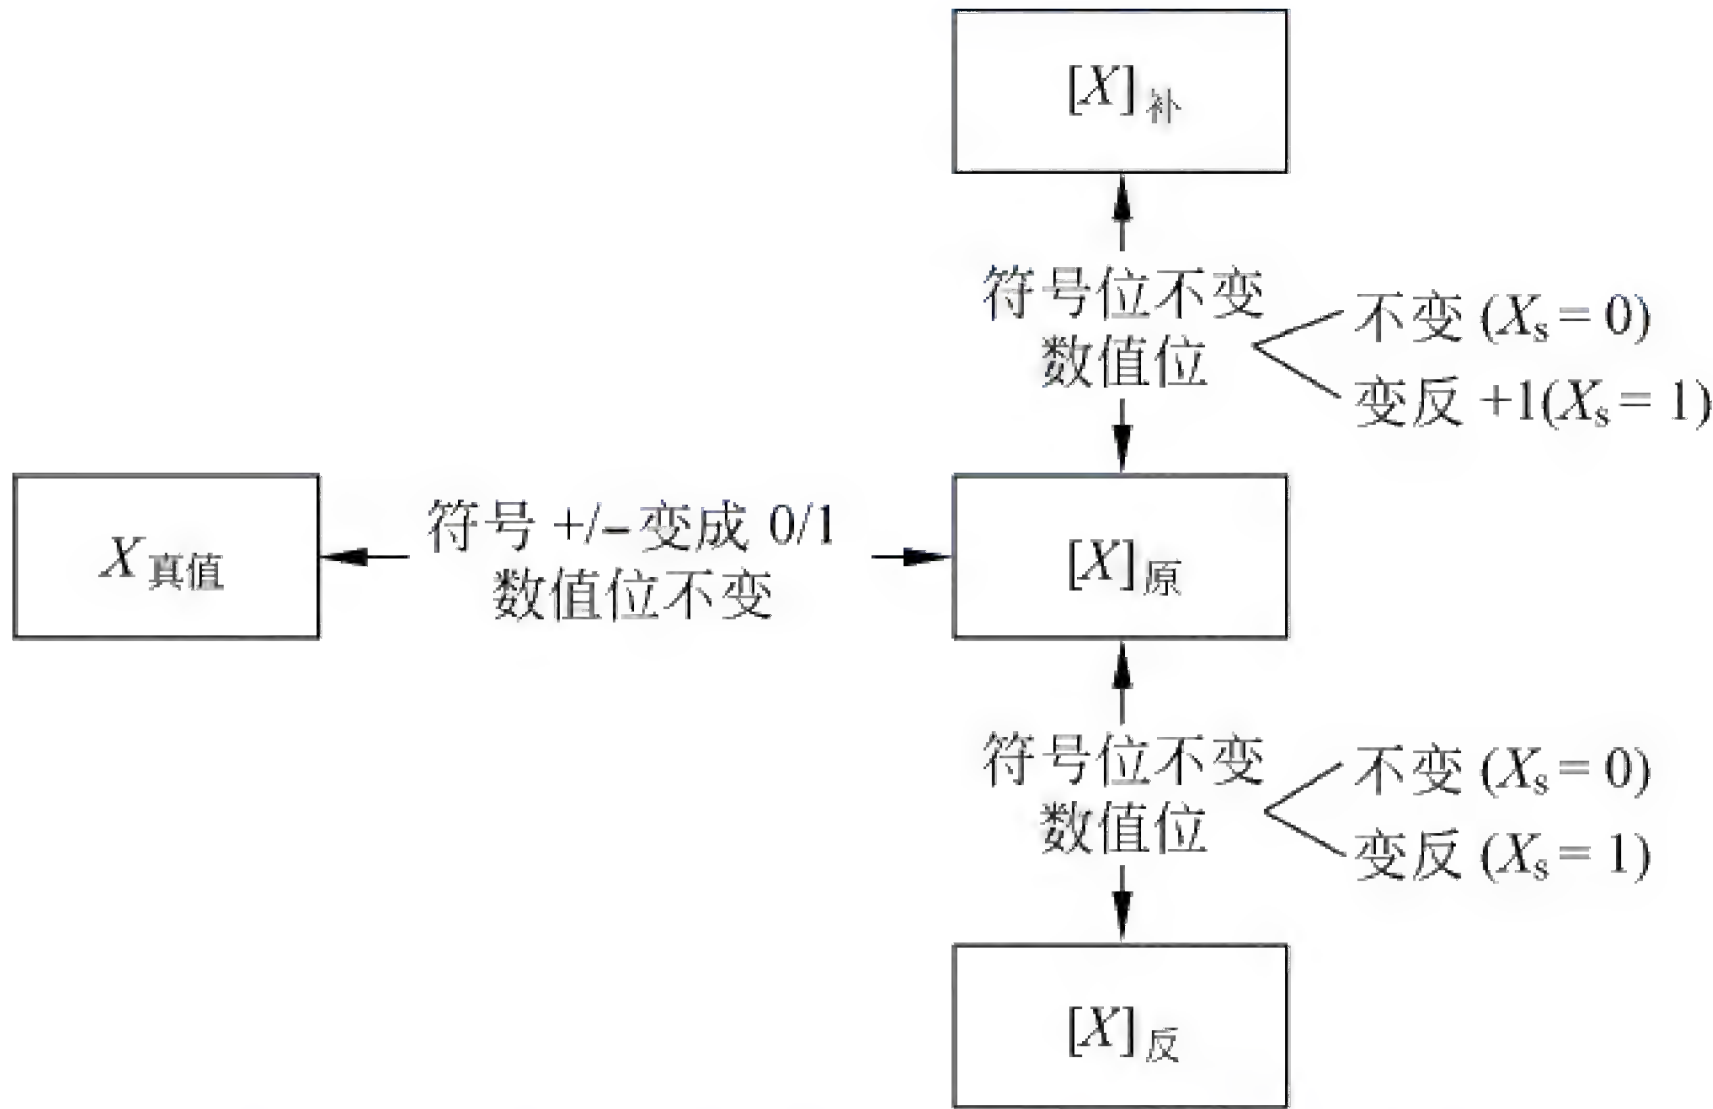 [X]补
符号位不变
数值位
不变 (Xs = 0)
变反 +1(Xs = 1)
X真值
符号 +/− 变成 0/1
数值位不变
[X]原
符号位不变
数值位
不变 (Xs = 0)
变反 (Xs = 1)
[X]反